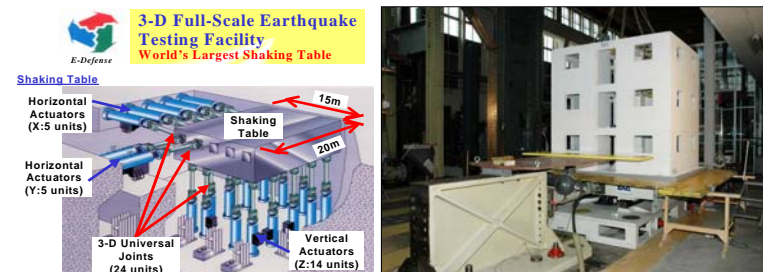 3-D Full-Scale Earthquake
Testing Facility
World's Largest Shaking Table
E-Defense
Shaking Table
Horizontal
Actuators
(X:5 units)
Shaking
Table
15m
20m
Horizontal
Actuators
(Y:5 units)
3-D Universal
Joints
(24 units)
Vertical
Actuators
(Z:14 units)